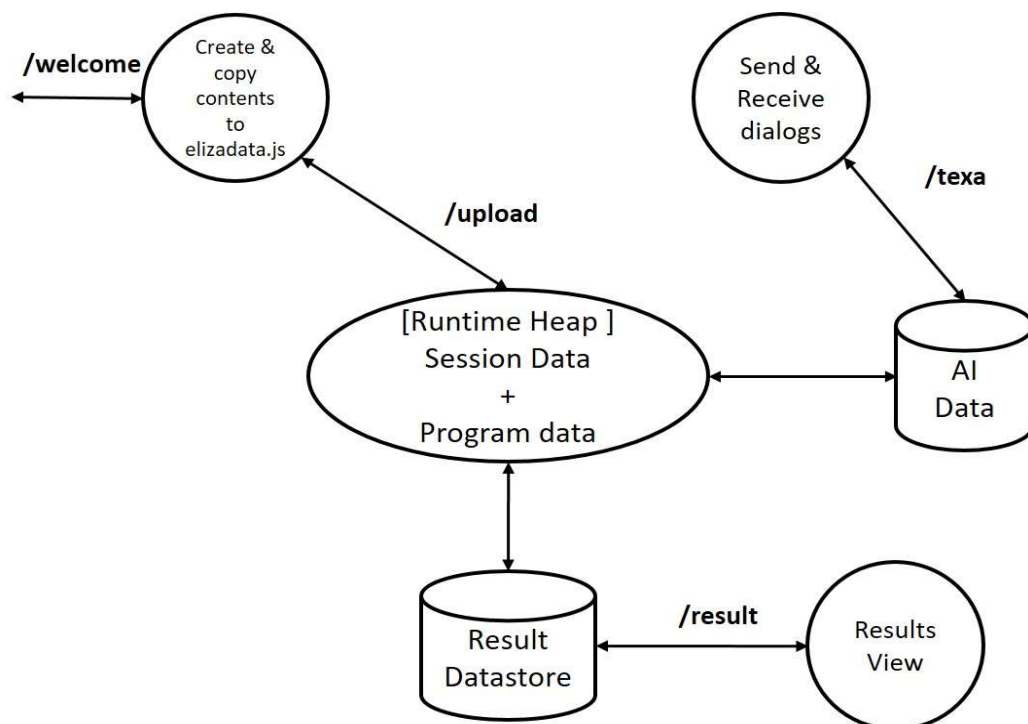 /welcome
Create &
copy
contents
to
elizadata.js
Send &
Receive
dialogs
/texa
/upload
[Runtime Heap ]
Session Data
+
Program data
AI
Data
Result
Datastore
/result
Results
View